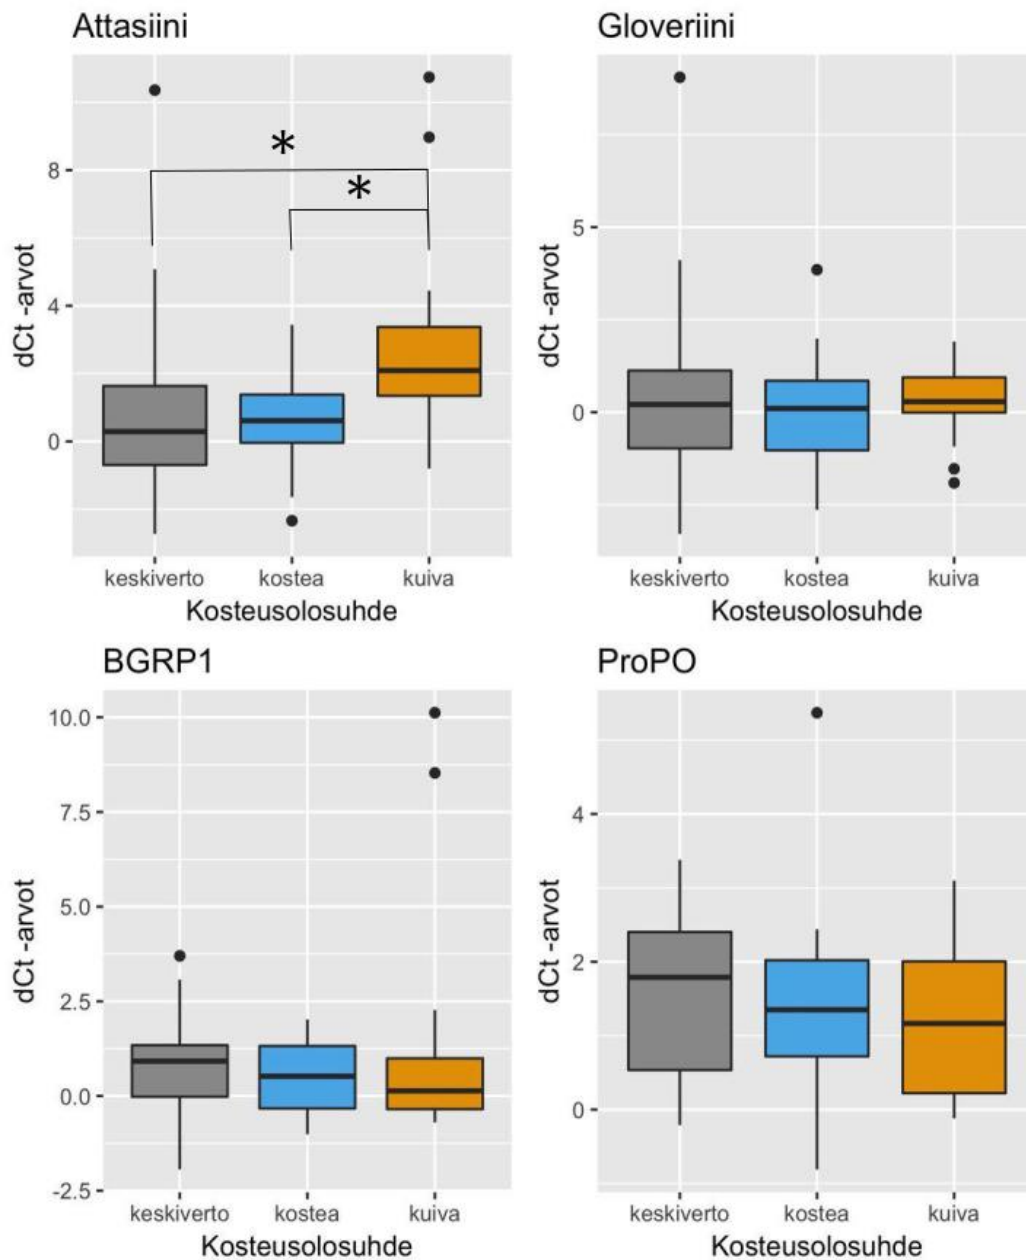 Attasiini
dCt -arvot
8
4
0
*
*
keskiverto kostea kuiva
Kosteusolosuhde
Gloveriini
dCt -arvot
5
0
keskiverto kostea kuiva
Kosteusolosuhde
BGRP1
dCt -arvot
10.0
7.5
5.0
2.5
0.0
-2.5
keskiverto kostea kuiva
Kosteusolosuhde
ProPO
dCt -arvot
4
2
0
keskiverto kostea kuiva
Kosteusolosuhde